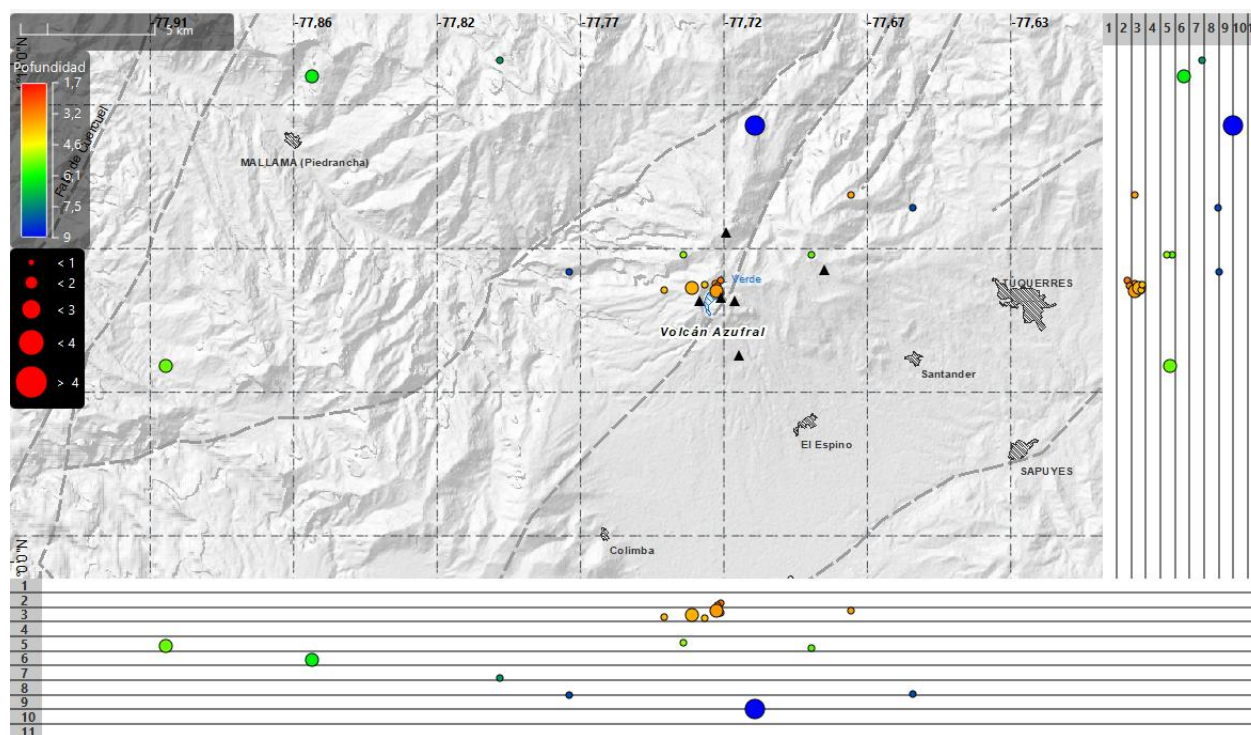 -77,91 -77,86 -77,82 -77,77 -77,72 -77,67 -77,63
5 km
Pofundidad
1,7
3,2
4,6
6,1
7,5
9
< 1
< 2
< 3
< 4
> 4
MALLAMA (Piedrancha)
Verde
Volcán Azufral
TUQUERRES
Santander
El Espino
SAPUYES
Colimba
0'0"N
1 2 3 4 5 6 7 8 9 10
1
2
3
4
5
6
7
8
9
10
11